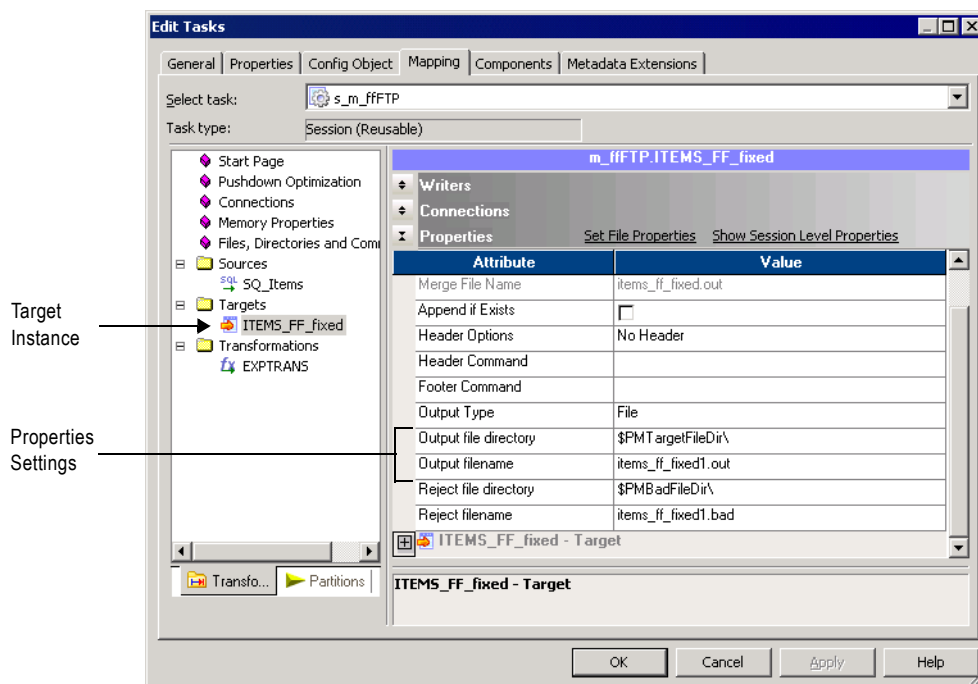 Edit Tasks
General Properties Config Object Mapping Components Metadata Extensions
Select task: s_m_ffFTP
Task type: Session (Reusable)
Start Page
Pushdown Optimization
Connections
Memory Properties
Files, Directories and Com
Sources
SQL SQ_Items
Targets
ITEMS_FF_fixed
Transformations
fx EXPTRANS
Transfo... Partitions
Target
Instance
Properties
Settings
m_ffFTP.ITEMS_FF_fixed
Writers
Connections
Properties Set File Properties Show Session Level Properties
Attribute Value
Merge File Name items_ff_fixed.out
Append if Exists
Header Options No Header
Header Command
Footer Command
Output Type File
Output file directory $PMTargetFileDir\
Output filename items_ff_fixed1.out
Reject file directory $PMBadFileDir\
Reject filename items_ff_fixed1.bad
ITEMS_FF_fixed - Target
ITEMS_FF_fixed - Target
OK Cancel Apply Help